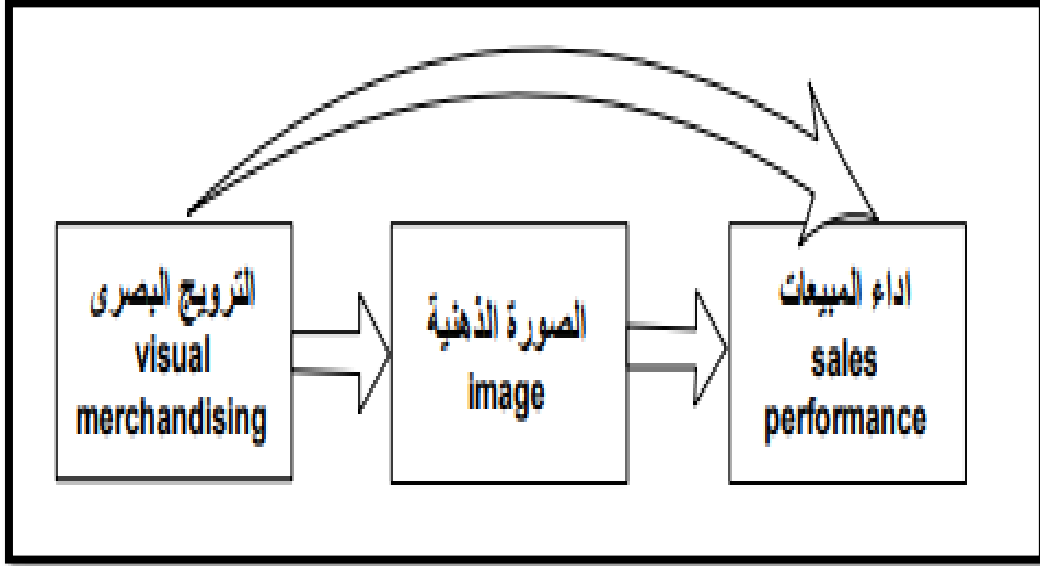 الترويج البصرى
visual
merchandising
الصورة الذهنية
image
اداء المبيعات
sales
performance